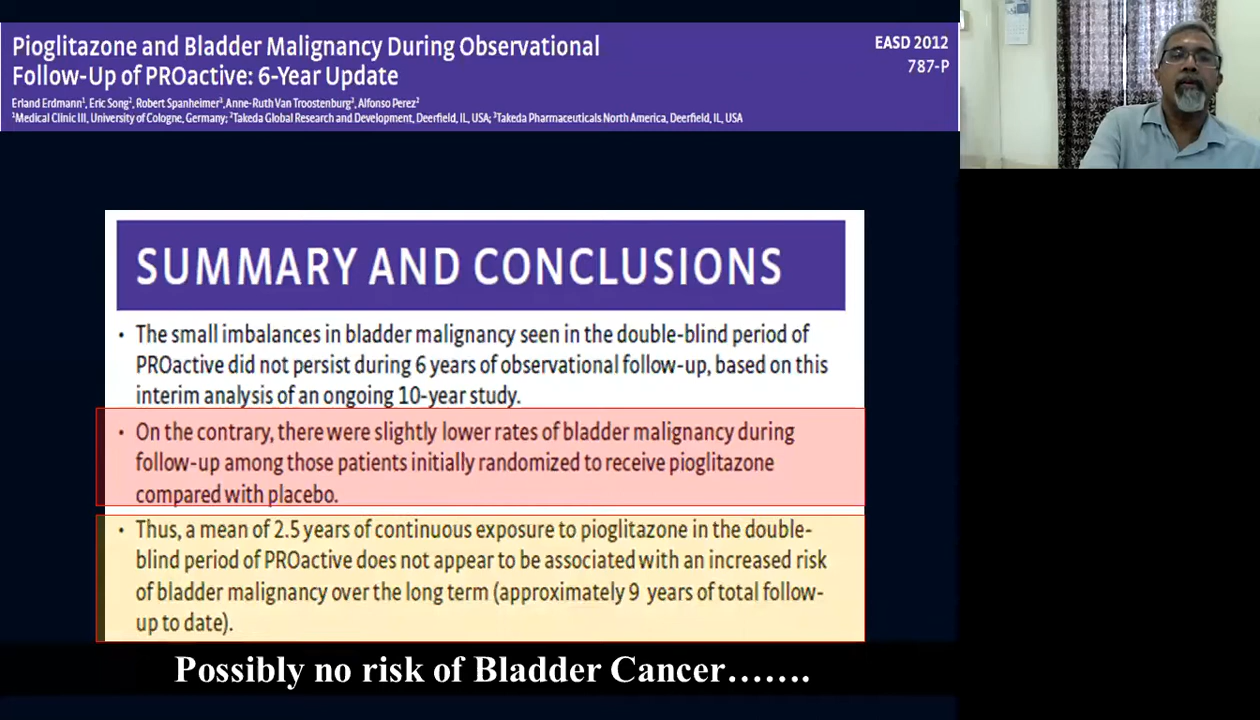 Pioglitazone and Bladder Malignancy During Observational
Follow-Up of PROactive: 6-Year Update
EASD 2012
787-P
Erland Erdmann¹, Eric Song², Robert Spanheimer³, Anne-Ruth Van Troostenburg², Alfonso Perez²
¹Medical Clinic III, University of Cologne, Germany; ²Takeda Global Research and Development, Deerfield, IL, USA; ³Takeda Pharmaceuticals North America, Deerfield, IL, USA
SUMMARY AND CONCLUSIONS
• The small imbalances in bladder malignancy seen in the double-blind period of
PROactive did not persist during 6 years of observational follow-up, based on this
interim analysis of an ongoing 10-year study.
• On the contrary, there were slightly lower rates of bladder malignancy during
follow-up among those patients initially randomized to receive pioglitazone
compared with placebo.
• Thus, a mean of 2.5 years of continuous exposure to pioglitazone in the double-
blind period of PROactive does not appear to be associated with an increased risk
of bladder malignancy over the long term (approximately 9 years of total follow-
up to date).
Possibly no risk of Bladder Cancer…….